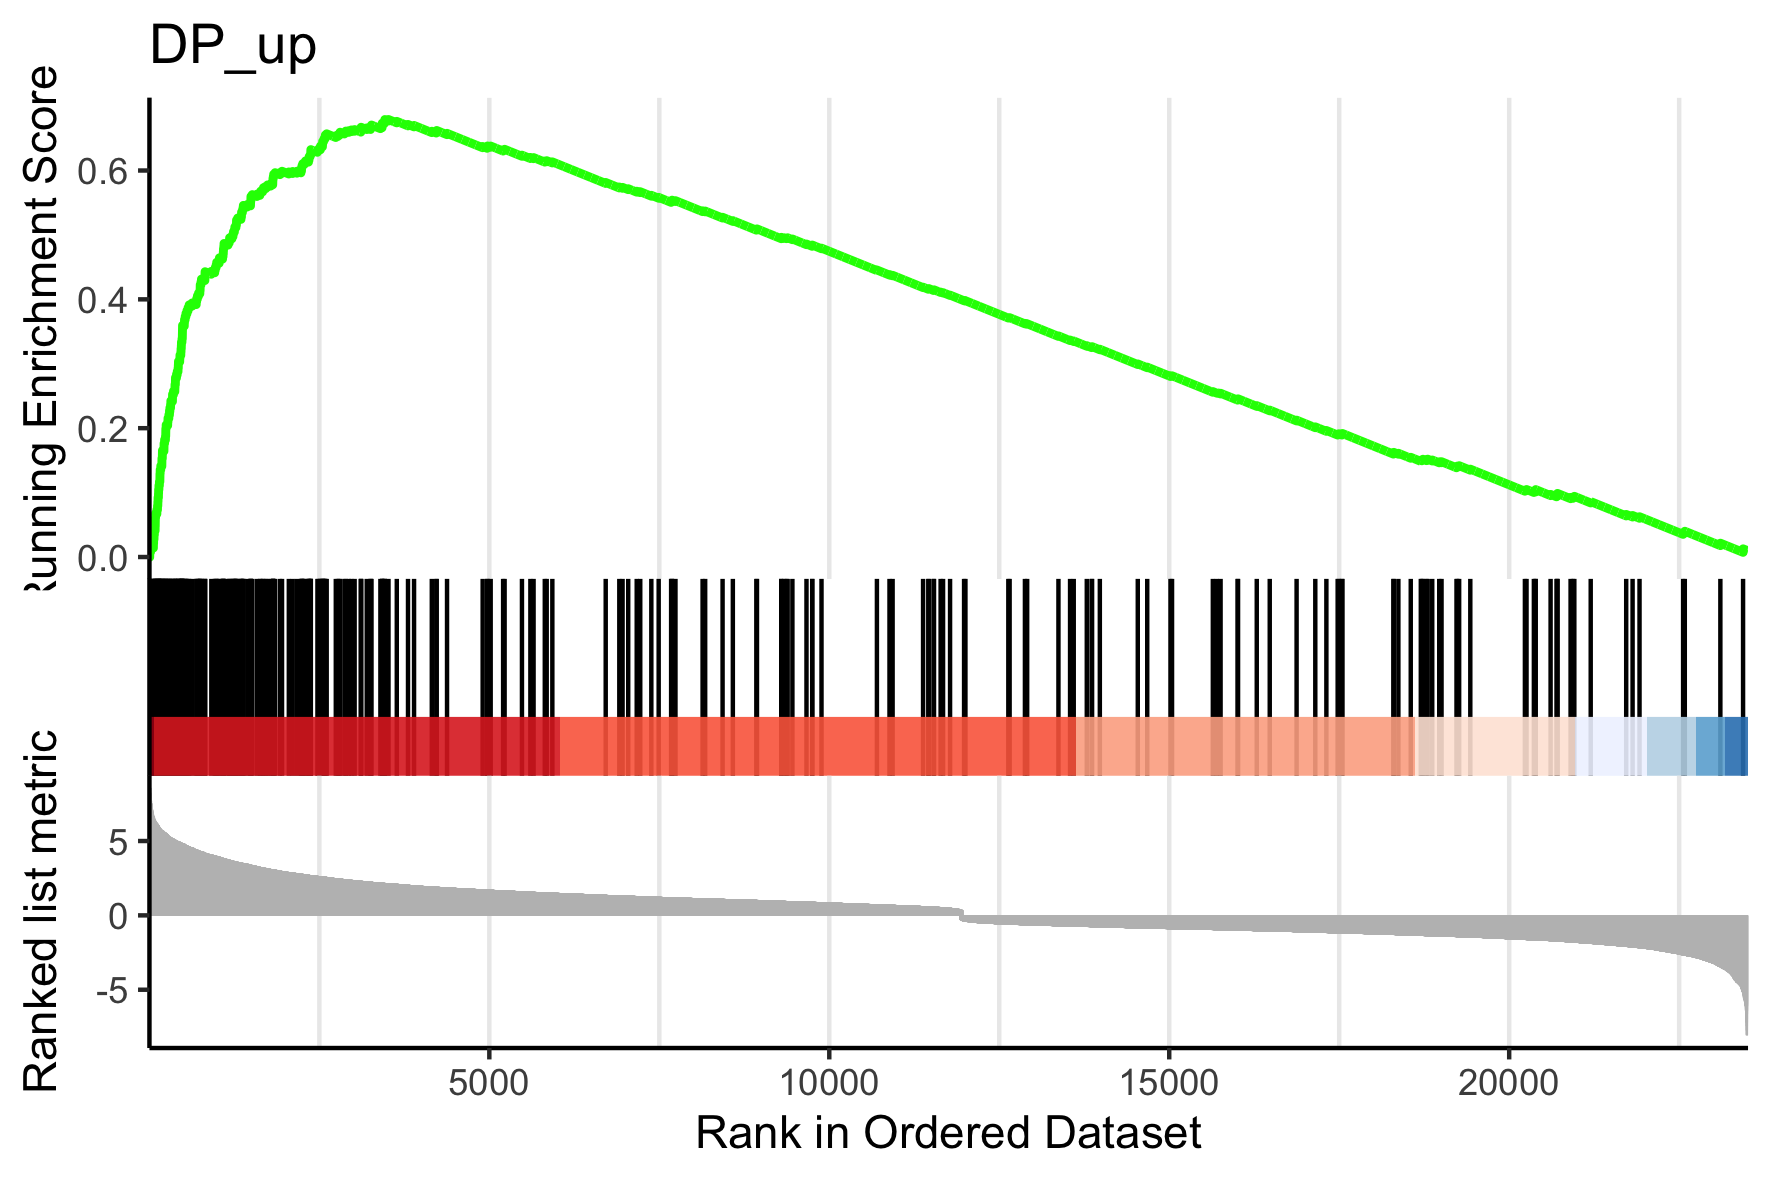 DP_up
unning Enrichment Score
0.6
0.4
0.2
0.0
Ranked list metric
5
0
-5
5000
10000
15000
20000
Rank in Ordered Dataset